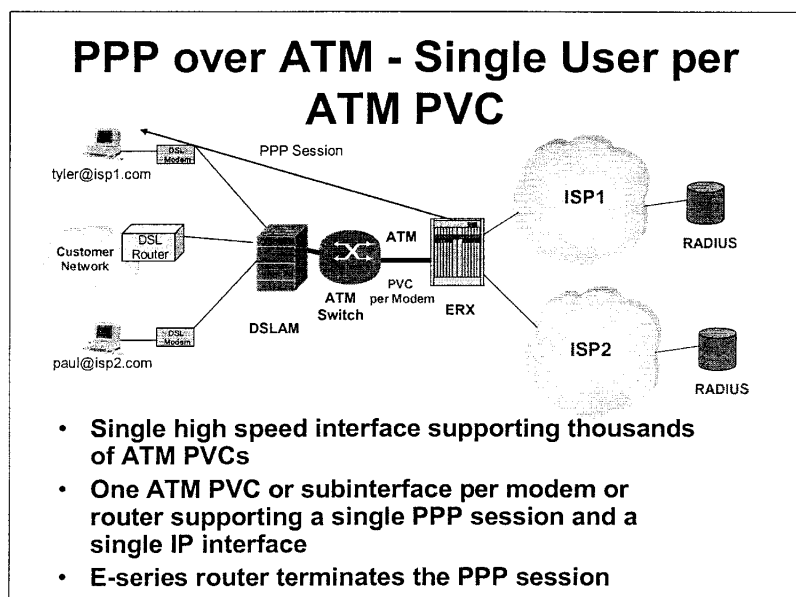 PPP over ATM - Single User per
ATM PVC
PPP Session
DSL
Modem
tyler@isp1.com
ISP1
RADIUS
Customer
Network
DSL
Router
ATM
PVC
per Modem
ATM
Switch
DSLAM
ERX
DSL
Modem
paul@isp2.com
ISP2
RADIUS
• Single high speed interface supporting thousands
of ATM PVCs
• One ATM PVC or subinterface per modem or
router supporting a single PPP session and a
single IP interface
• E-series router terminates the PPP session